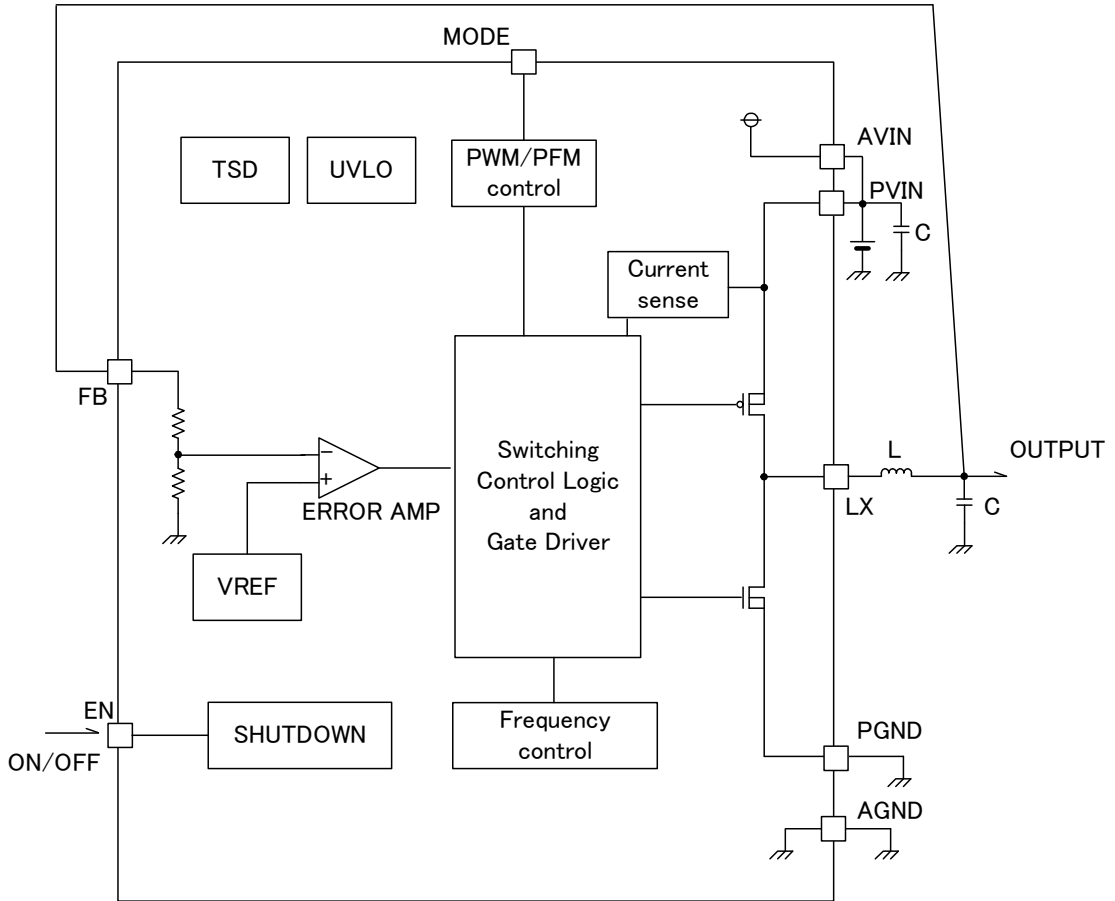 MODE
AVIN
TSD
UVLO
PWM/PFM
control
PVIN
C
Current
sense
FB
L
OUTPUT
Switching
Control Logic
and
Gate Driver
−
+
ERROR AMP
LX
C
VREF
EN
SHUTDOWN
Frequency
control
PGND
ON/OFF
AGND